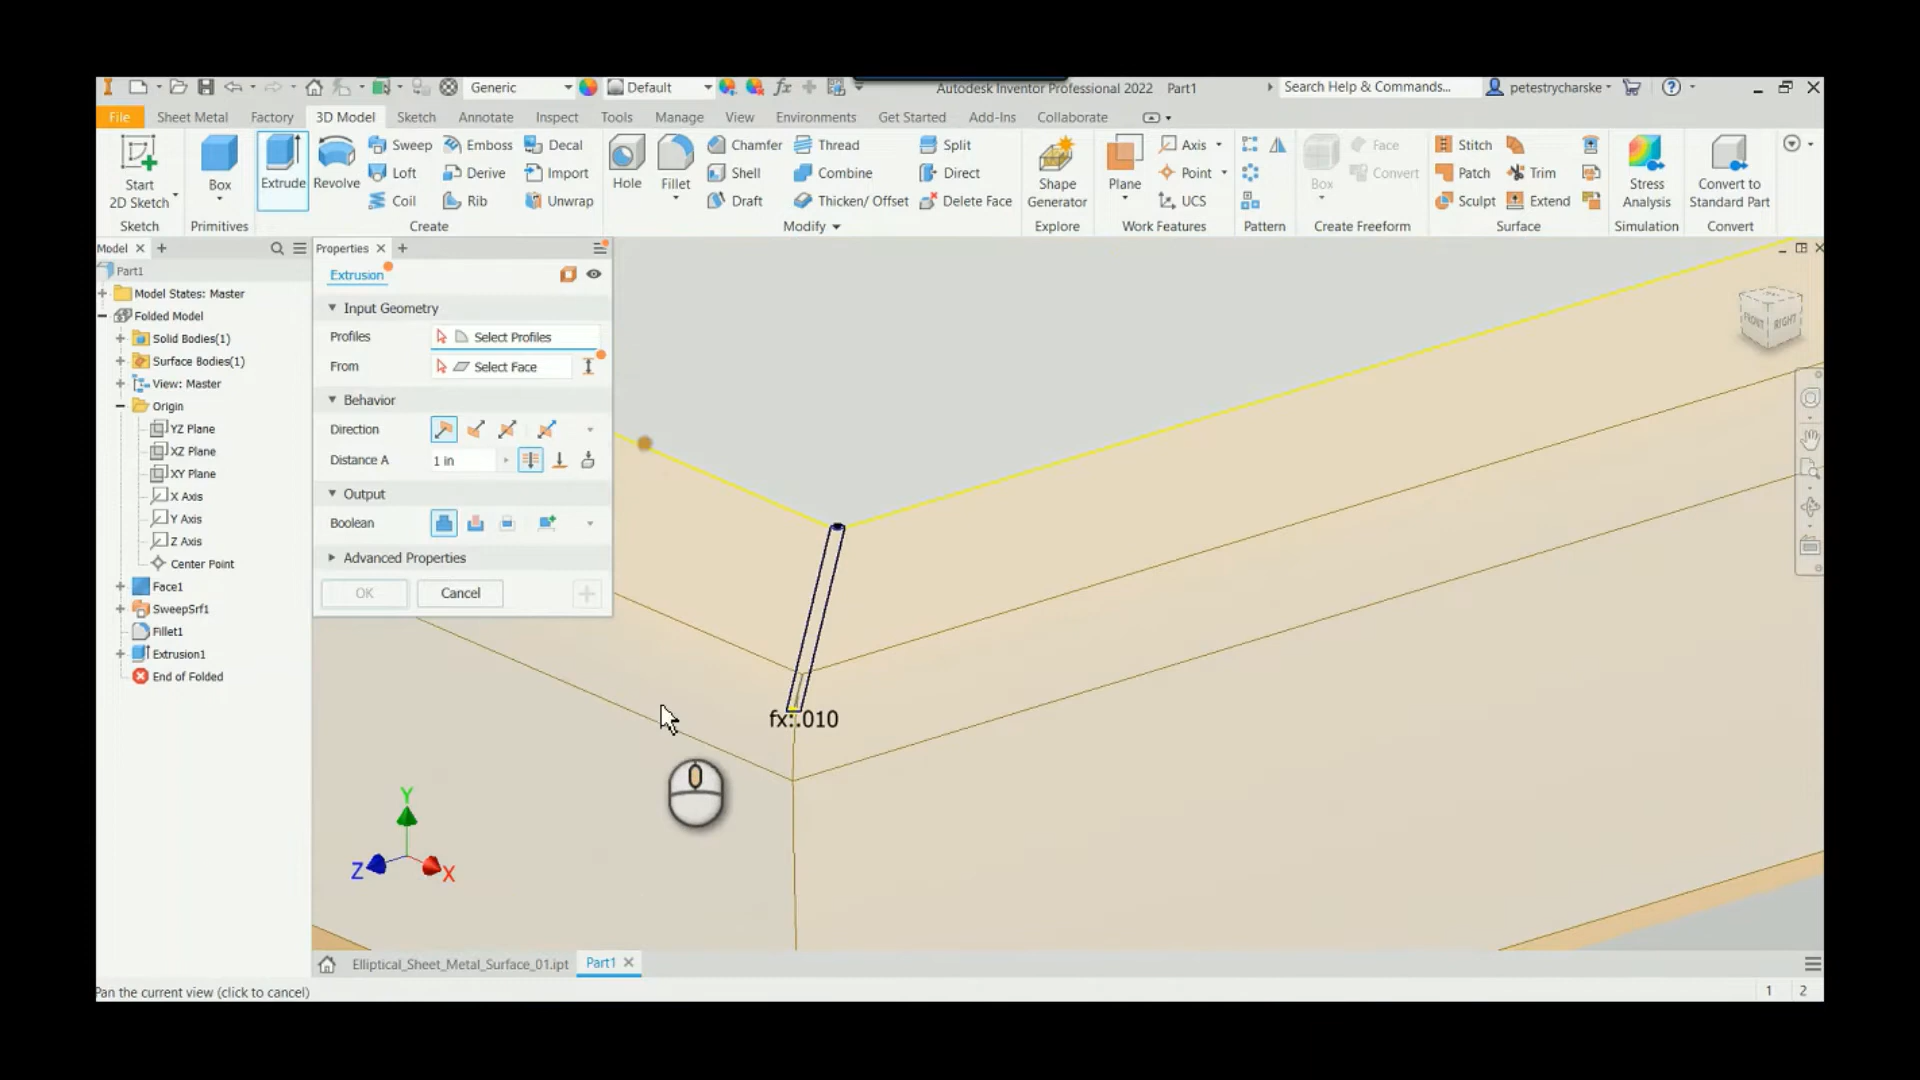 Generic
Default
fx
Autodesk Inventor Professional 2022 Part1
Search Help & Commands...
petestrycharske
File
Sheet Metal
Factory
3D Model
Sketch
Annotate
Inspect
Tools
Manage
View
Environments
Get Started
Add-Ins
Collaborate
Start
2D Sketch
Box
Extrude
Revolve
Sweep
Emboss
Decal
Loft
Derive
Import
Coil
Rib
Unwrap
Hole
Fillet
Chamfer
Thread
Split
Shell
Combine
Direct
Draft
Thicken/ Offset
Delete Face
Shape
Generator
Plane
Axis
Point
UCS
Box
Face
Convert
Stitch
Patch
Trim
Sculpt
Extend
Stress
Analysis
Convert to
Standard Part
Sketch
Primitives
Create
Modify
Explore
Work Features
Pattern
Create Freeform
Surface
Simulation
Convert
Model
Part1
Model States: Master
Folded Model
Solid Bodies(1)
Surface Bodies(1)
View: Master
Origin
YZ Plane
XZ Plane
XY Plane
X Axis
Y Axis
Z Axis
Center Point
Face1
SweepSrf1
Fillet1
Extrusion1
End of Folded
Properties
Extrusion
Input Geometry
Profiles
Select Profiles
From
Select Face
Behavior
Direction
Distance A
1 in
Output
Boolean
Advanced Properties
OK
Cancel
FRONT
RIGHT
fx:.010
Y
Z
X
Elliptical_Sheet_Metal_Surface_01.ipt
Part1
Pan the current view (click to cancel)
1
2